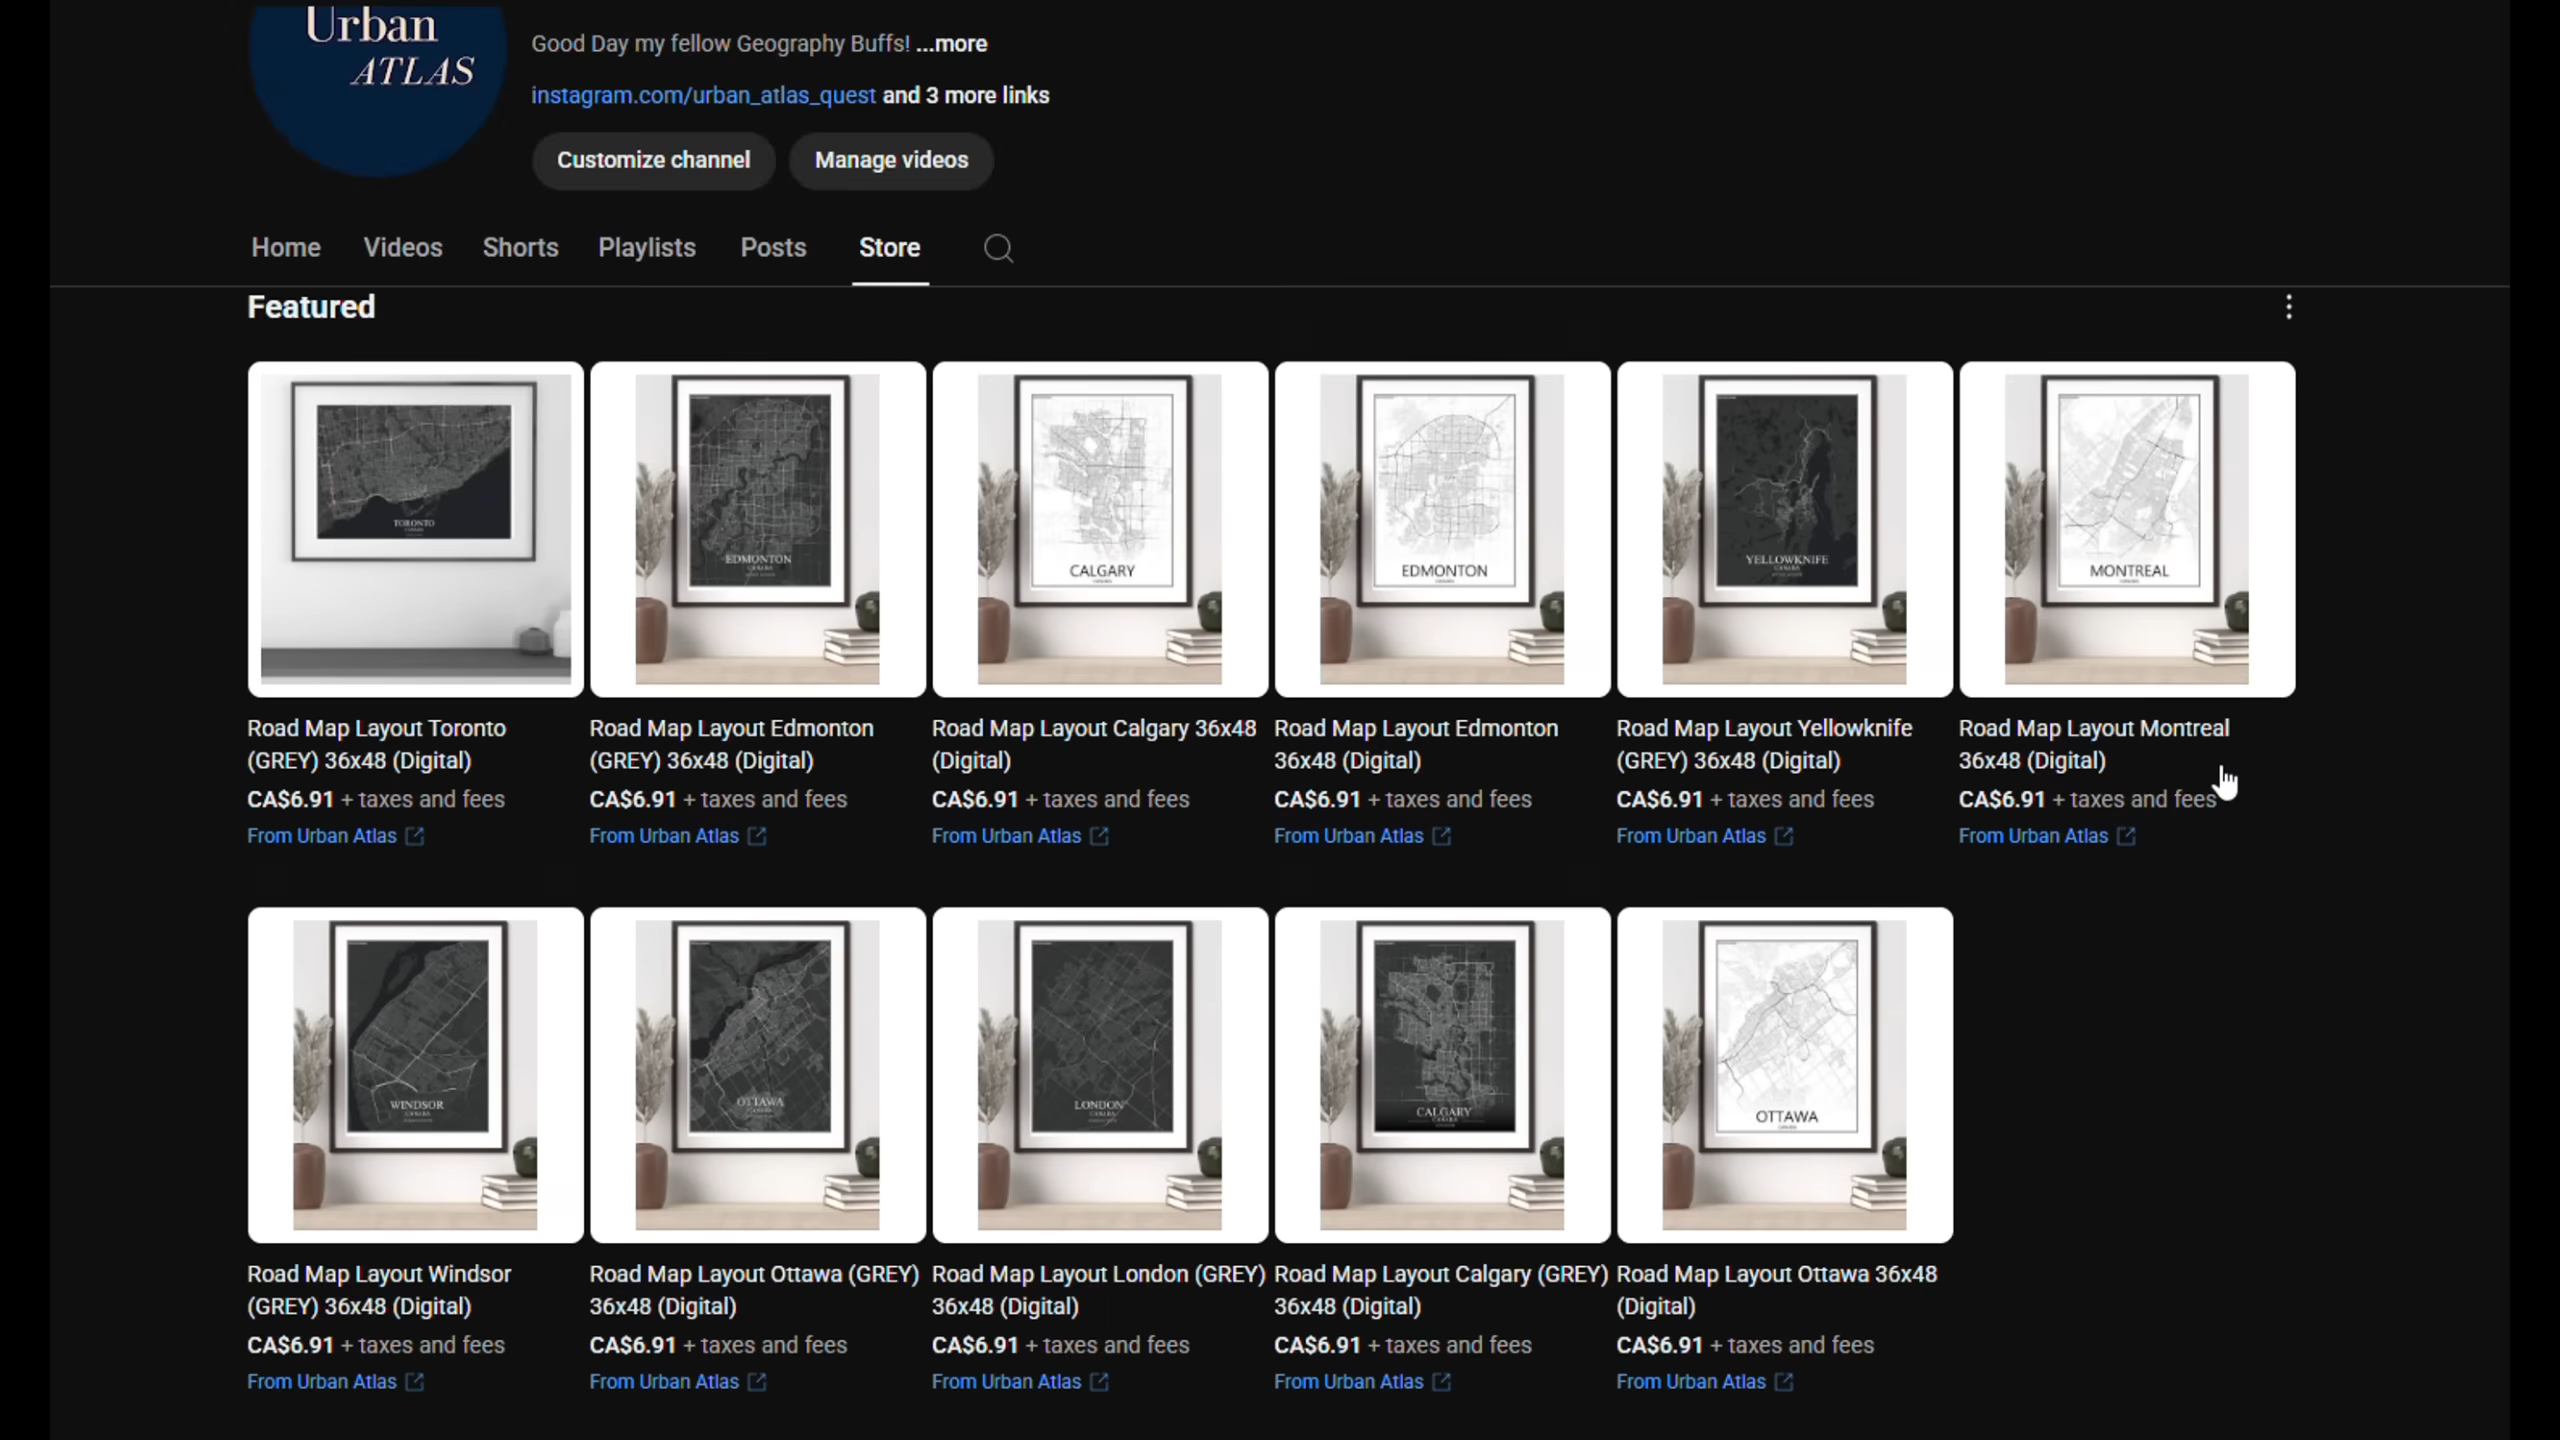 Urban
ATLAS
Good Day my fellow Geography Buffs! ...more
instagram.com/urban_atlas_quest and 3 more links
Customize channel Manage videos
Home Videos Shorts Playlists Posts Store
Featured
TORONTO
EDMONTON
CANADA
CALGARY
EDMONTON
YELLOWKNIFE
CANADA
MONTREAL
Road Map Layout Toronto
(GREY) 36x48 (Digital)
CA$6.91 + taxes and fees
From Urban Atlas
Road Map Layout Edmonton
(GREY) 36x48 (Digital)
CA$6.91 + taxes and fees
From Urban Atlas
Road Map Layout Calgary 36x48
(Digital)
CA$6.91 + taxes and fees
From Urban Atlas
Road Map Layout Edmonton
36x48 (Digital)
CA$6.91 + taxes and fees
From Urban Atlas
Road Map Layout Yellowknife
(GREY) 36x48 (Digital)
CA$6.91 + taxes and fees
From Urban Atlas
Road Map Layout Montreal
36x48 (Digital)
CA$6.91 + taxes and fees
From Urban Atlas
WINDSOR
CANADA
OTTAWA
CANADA
LONDON
CANADA
CALGARY
CANADA
OTTAWA
Road Map Layout Windsor
(GREY) 36x48 (Digital)
CA$6.91 + taxes and fees
From Urban Atlas
Road Map Layout Ottawa (GREY)
36x48 (Digital)
CA$6.91 + taxes and fees
From Urban Atlas
Road Map Layout London (GREY)
36x48 (Digital)
CA$6.91 + taxes and fees
From Urban Atlas
Road Map Layout Calgary (GREY)
36x48 (Digital)
CA$6.91 + taxes and fees
From Urban Atlas
Road Map Layout Ottawa 36x48
(Digital)
CA$6.91 + taxes and fees
From Urban Atlas